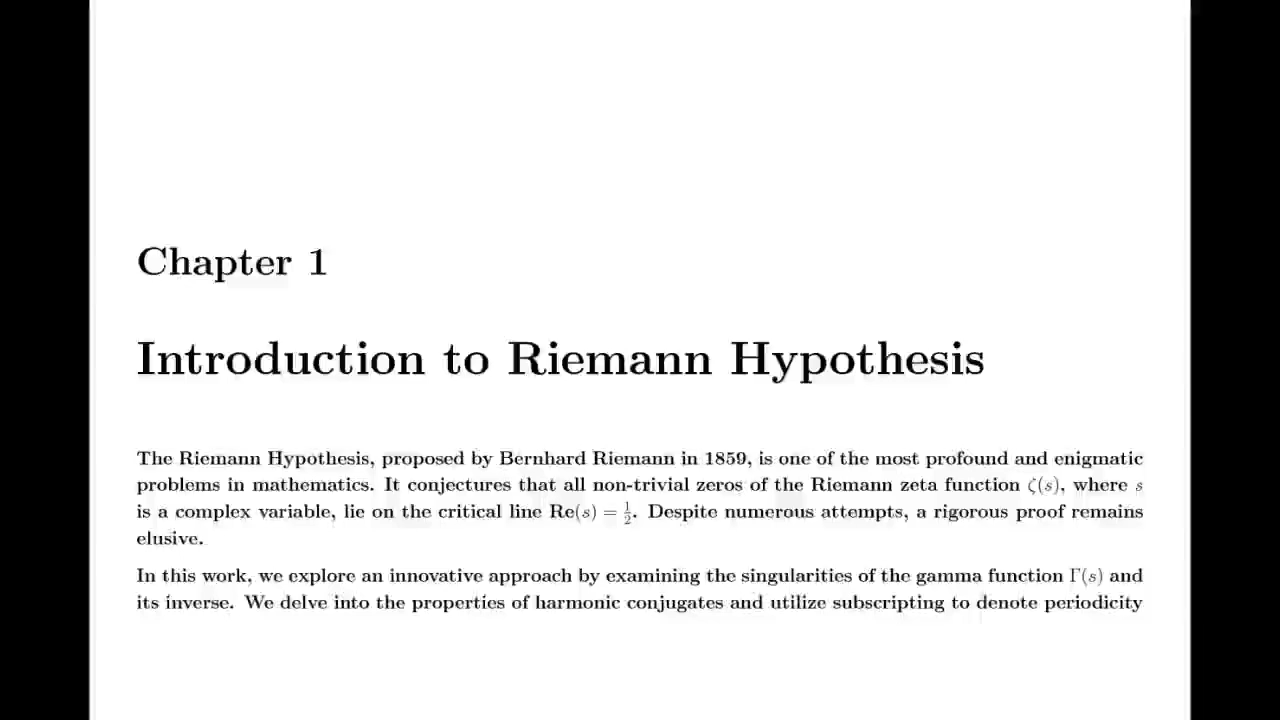 Chapter 1
Introduction to Riemann Hypothesis
The Riemann Hypothesis, proposed by Bernhard Riemann in 1859, is one of the most profound and enigmatic
problems in mathematics. It conjectures that all non-trivial zeros of the Riemann zeta function ζ(s), where s
is a complex variable, lie on the critical line Re(s) = 1/2. Despite numerous attempts, a rigorous proof remains
elusive.
In this work, we explore an innovative approach by examining the singularities of the gamma function Γ(s) and
its inverse. We delve into the properties of harmonic conjugates and utilize subscripting to denote periodicity